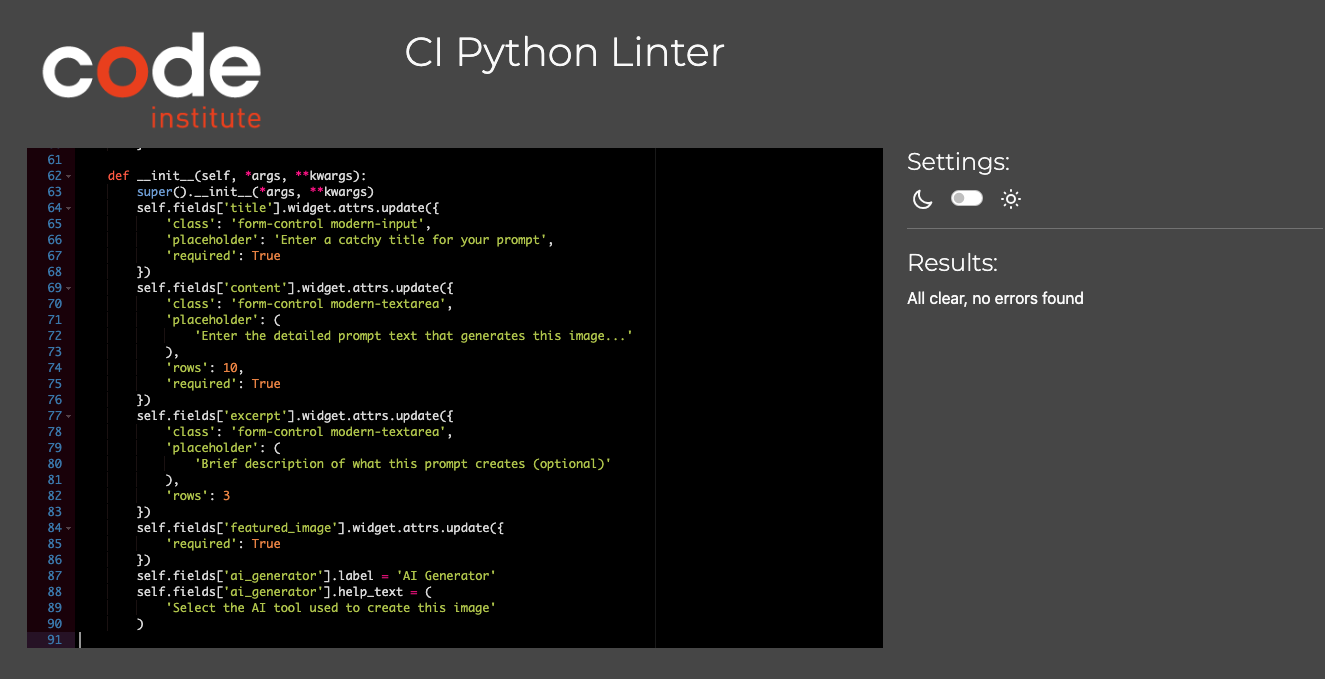 code
institute
CI Python Linter
61
62 def __init__(self, *args, **kwargs):
63 super().__init__(*args, **kwargs)
64 self.fields['title'].widget.attrs.update({
65 'class': 'form-control modern-input',
66 'placeholder': 'Enter a catchy title for your prompt',
67 'required': True
68 })
69 self.fields['content'].widget.attrs.update({
70 'class': 'form-control modern-textarea',
71 'placeholder': (
72 'Enter the detailed prompt text that generates this image...'
73 ),
74 'rows': 10,
75 'required': True
76 })
77 self.fields['excerpt'].widget.attrs.update({
78 'class': 'form-control modern-textarea',
79 'placeholder': (
80 'Brief description of what this prompt creates (optional)'
81 ),
82 'rows': 3
83 })
84 self.fields['featured_image'].widget.attrs.update({
85 'required': True
86 })
87 self.fields['ai_generator'].label = 'AI Generator'
88 self.fields['ai_generator'].help_text = (
89 'Select the AI tool used to create this image'
90 )
91
Settings:
Results:
All clear, no errors found